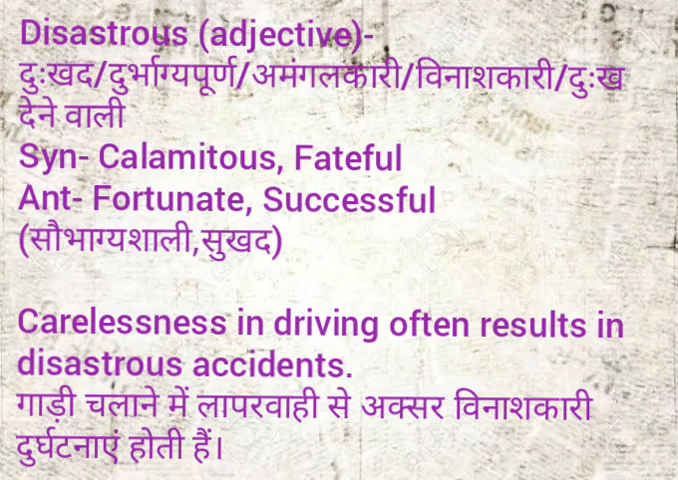 Disastrous (adjective)-
दुःखद/दुर्भाग्यपूर्ण/अमंगलकारी/विनाशकारी/दुःख
देने वाली
Syn- Calamitous, Fateful
Ant- Fortunate, Successful
(सौभाग्यशाली,सुखद)
Carelessness in driving often results in
disastrous accidents.
गाड़ी चलाने में लापरवाही से अक्सर विनाशकारी
दुर्घटनाएं होती हैं।